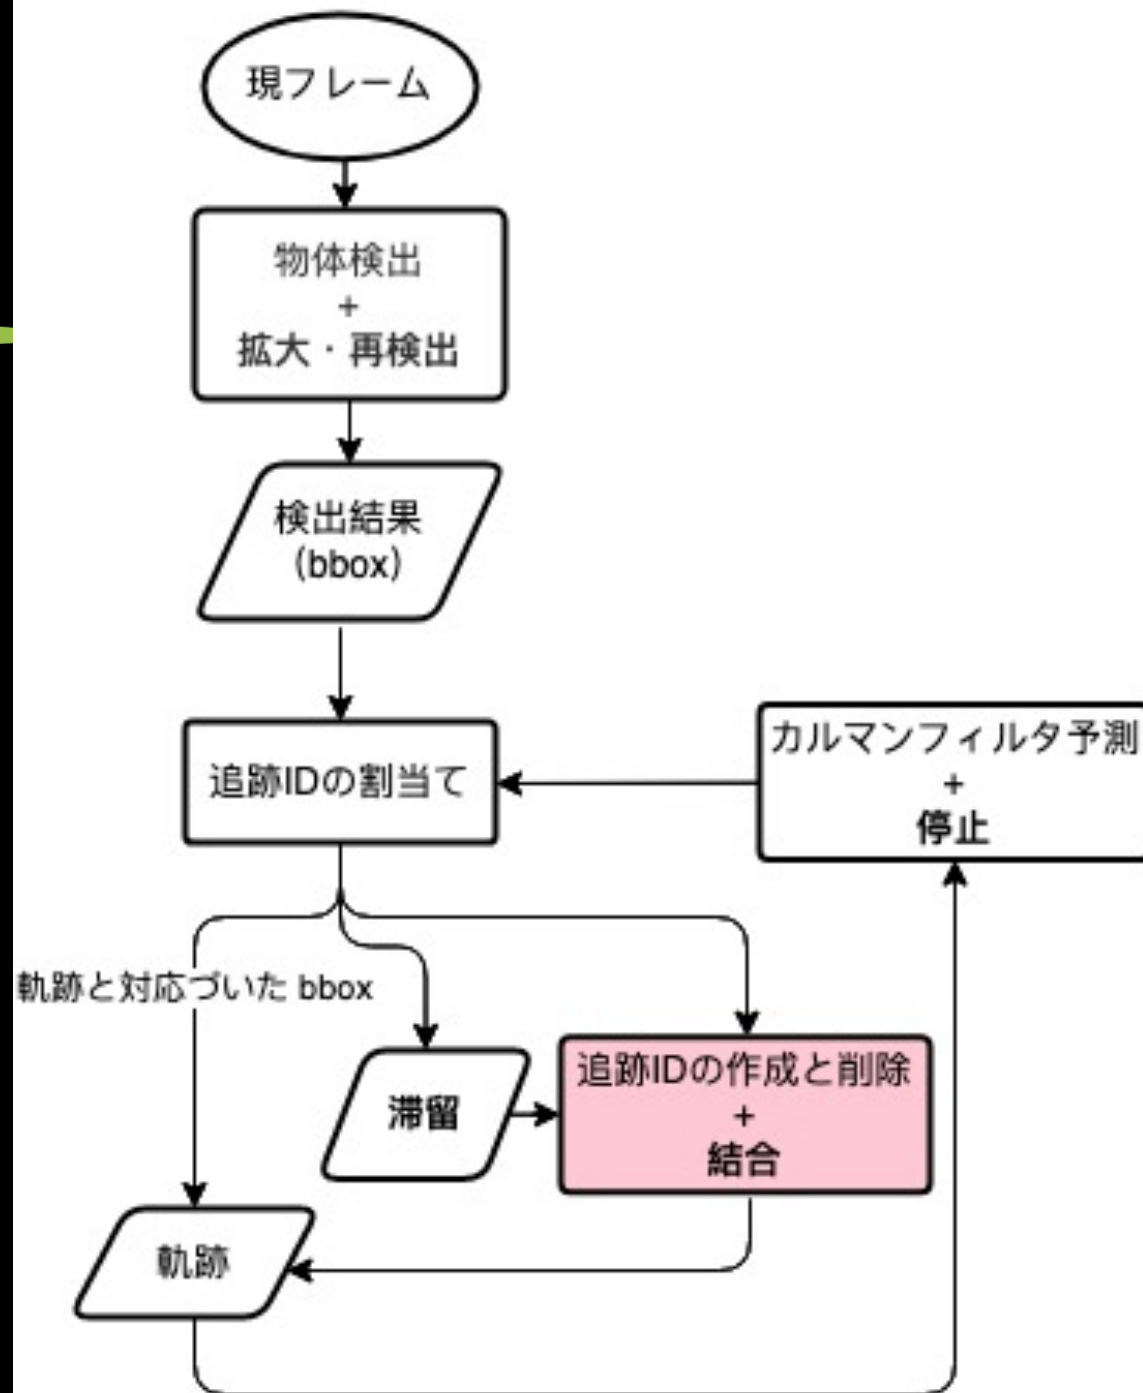 現フレーム
物体検出
+
拡大・再検出
検出結果
(bbox)
追跡IDの割当て
カルマンフィルタ予測
+
停止
軌跡と対応づいた bbox
滞留
追跡IDの作成と削除
+
結合
軌跡